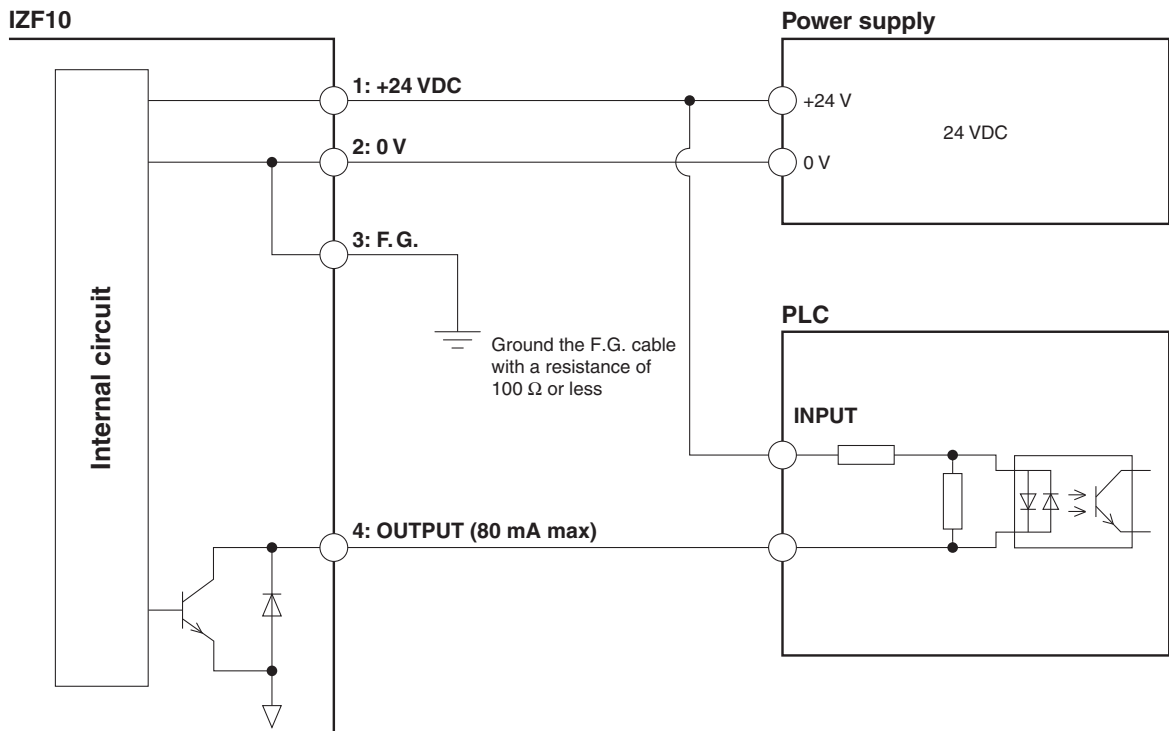 IZF10
Power supply
1: +24 VDC
+24 V
24 VDC
2: 0 V
0 V
3: F.G.
Internal circuit
Ground the F.G. cable
with a resistance of
100 Ω or less
PLC
INPUT
4: OUTPUT (80 mA max)